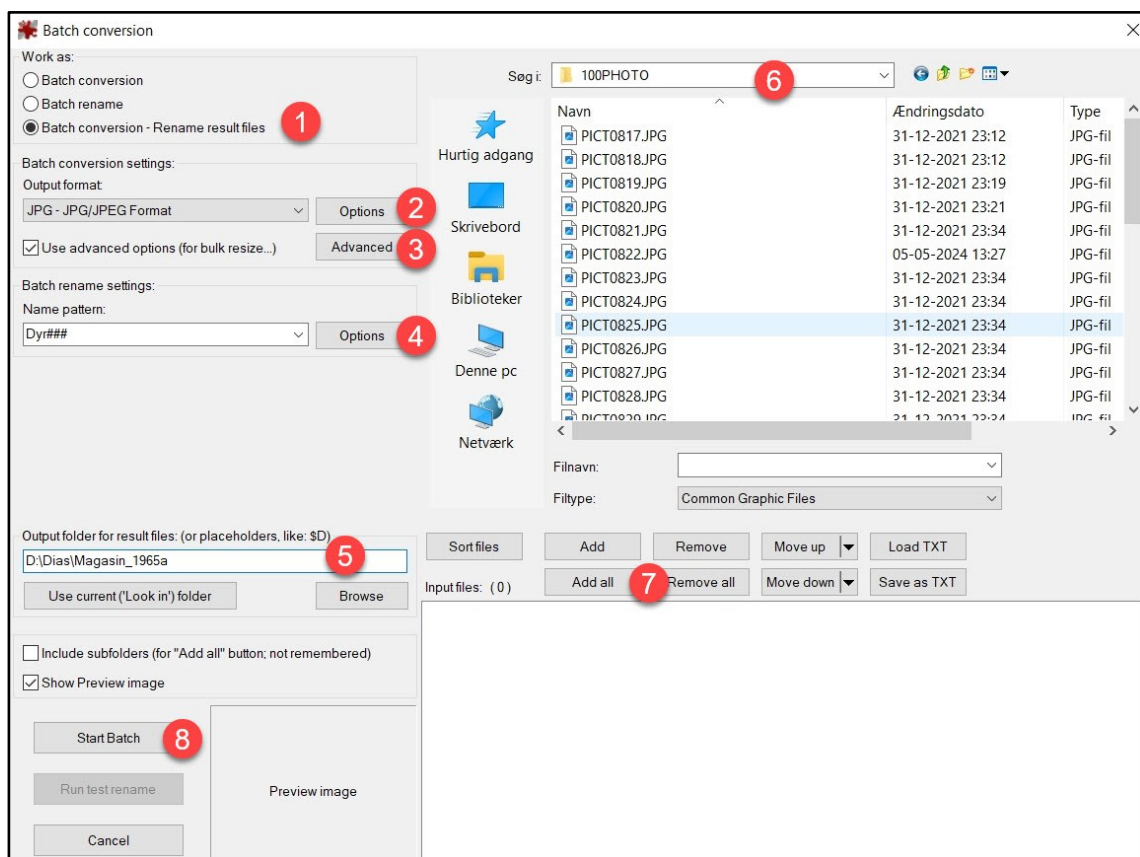 Batch conversion
Work as:
Batch conversion
Batch rename
Batch conversion - Rename result files
1
Batch conversion settings:
Output format:
JPG - JPG/JPEG Format
Options
2
Use advanced options (for bulk resize...)
Advanced
3
Batch rename settings:
Name pattern:
Dyr###
Options
4
Output folder for result files: (or placeholders, like: $D)
D:\Dias\Magasin_1965a
5
Use current ('Look in') folder
Browse
Include subfolders (for "Add all" button; not remembered)
Show Preview image
Start Batch
8
Run test rename
Cancel
Preview image
Søg i:
100PHOTO
6
Hurtig adgang
Skrivebord
Biblioteker
Denne pc
Netværk
Navn Ændringsdato Type
PICT0817.JPG 31-12-2021 23:12 JPG-fil
PICT0818.JPG 31-12-2021 23:12 JPG-fil
PICT0819.JPG 31-12-2021 23:19 JPG-fil
PICT0820.JPG 31-12-2021 23:21 JPG-fil
PICT0821.JPG 31-12-2021 23:34 JPG-fil
PICT0822.JPG 05-05-2024 13:27 JPG-fil
PICT0823.JPG 31-12-2021 23:34 JPG-fil
PICT0824.JPG 31-12-2021 23:34 JPG-fil
PICT0825.JPG 31-12-2021 23:34 JPG-fil
PICT0826.JPG 31-12-2021 23:34 JPG-fil
PICT0827.JPG 31-12-2021 23:34 JPG-fil
PICT0828.JPG 31-12-2021 23:34 JPG-fil
PICT0829.JPG 31-12-2021 23:34 JPG-fil
Filnavn:
Filtype: Common Graphic Files
Sort files Add Remove Move up Load TXT
Input files: ( 0 ) Add all 7 Remove all Move down Save as TXT